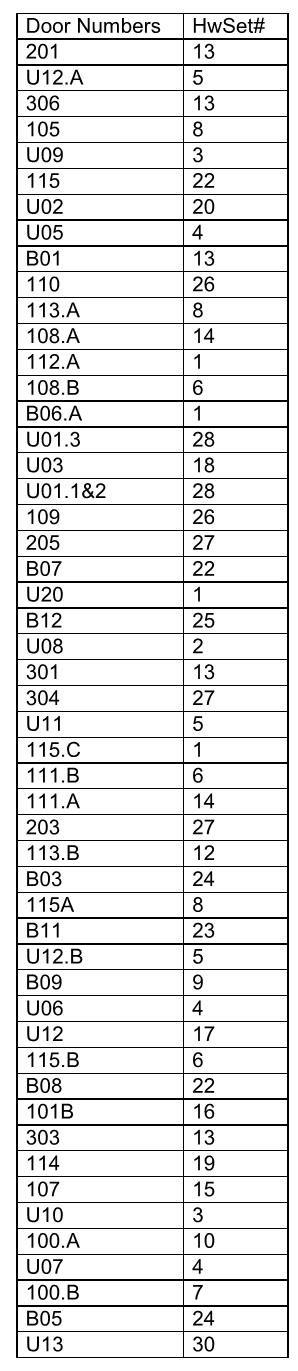 Door Numbers HwSet#
201 13
U12.A 5
306 13
105 8
U09 3
115 22
U02 20
U05 4
B01 13
110 26
113.A 8
108.A 14
112.A 1
108.B 6
B06.A 1
U01.3 28
U03 18
U01.1&2 28
109 26
205 27
B07 22
U20 1
B12 25
U08 2
301 13
304 27
U11 5
115.C 1
111.B 6
111.A 14
203 27
113.B 12
B03 24
115A 8
B11 23
U12.B 5
B09 9
U06 4
U12 17
115.B 6
B08 22
101B 16
303 13
114 19
107 15
U10 3
100.A 10
U07 4
100.B 7
B05 24
U13 30